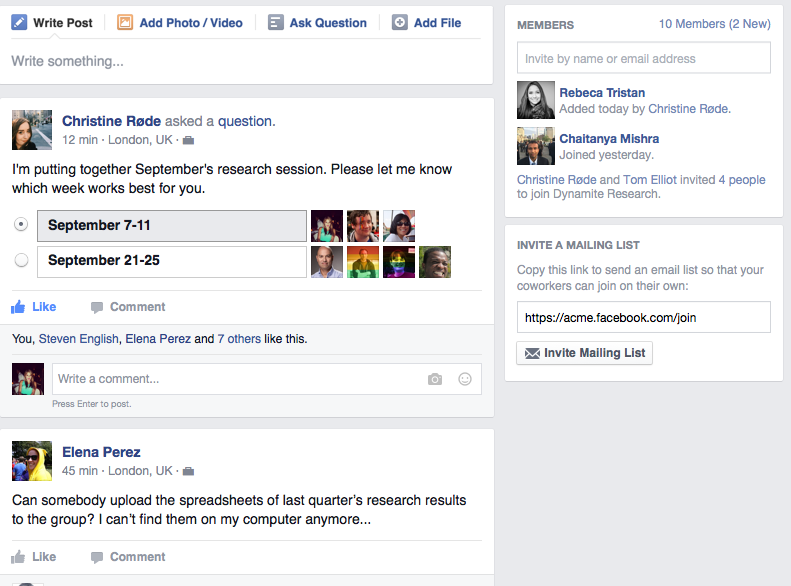 Write Post
Add Photo / Video
Ask Question
Add File
Write something...
Christine Røde asked a question.
12 min · London, UK ·
I'm putting together September's research session. Please let me know
which week works best for you.
September 7-11
September 21-25
Like
Comment
You, Steven English, Elena Perez and 7 others like this.
Write a comment...
Press Enter to post.
Elena Perez
45 min · London, UK ·
Can somebody upload the spreadsheets of last quarter’s research results
to the group? I can’t find them on my computer anymore...
Like
Comment
MEMBERS
10 Members (2 New)
Invite by name or email address
Rebeca Tristan
Added today by Christine Røde.
Chaitanya Mishra
Joined yesterday.
Christine Røde and Tom Elliot invited 4 people
to join Dynamite Research.
INVITE A MAILING LIST
Copy this link to send an email list so that your
coworkers can join on their own:
https://acme.facebook.com/join
Invite Mailing List